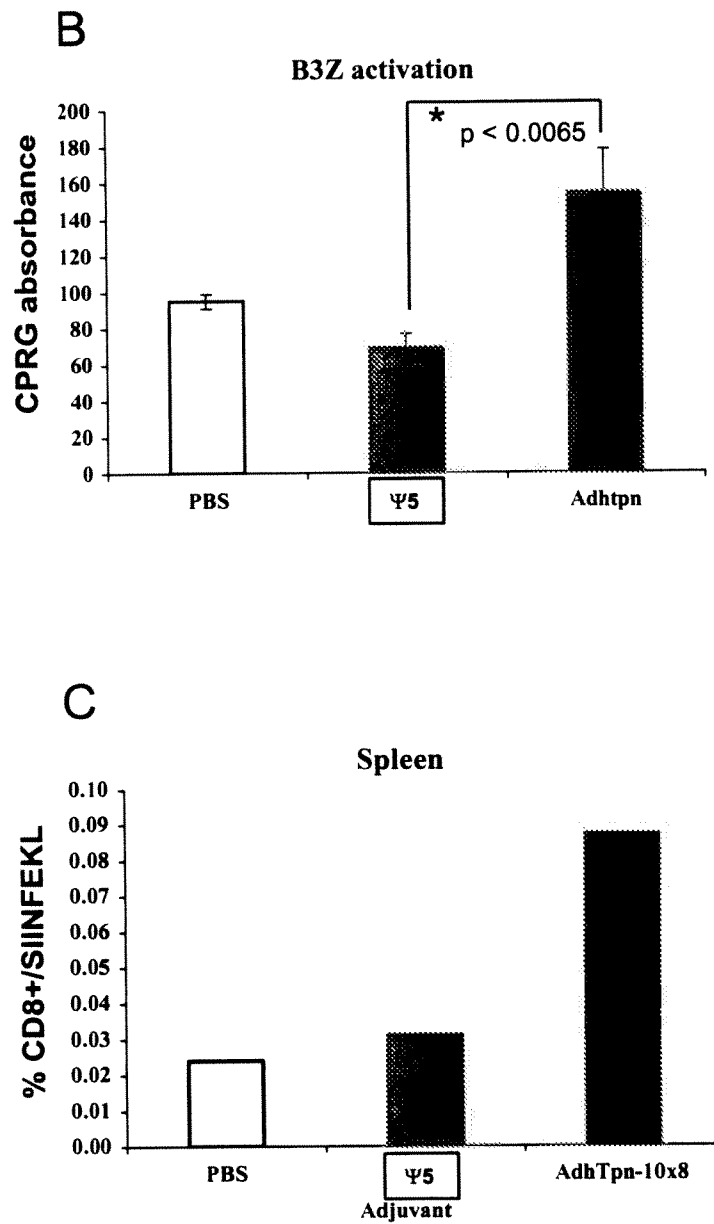 B
B3Z activation
CPRG absorbance
200
180
160
140
120
100
80
60
40
20
0
*
p < 0.0065
PBS
Ψ5
Adhtpn
C
Spleen
% CD8+/SIINFEKL
0.10
0.09
0.08
0.07
0.06
0.05
0.04
0.03
0.02
0.01
0.00
PBS
Ψ5
AdhTpn-10x8
Adjuvant